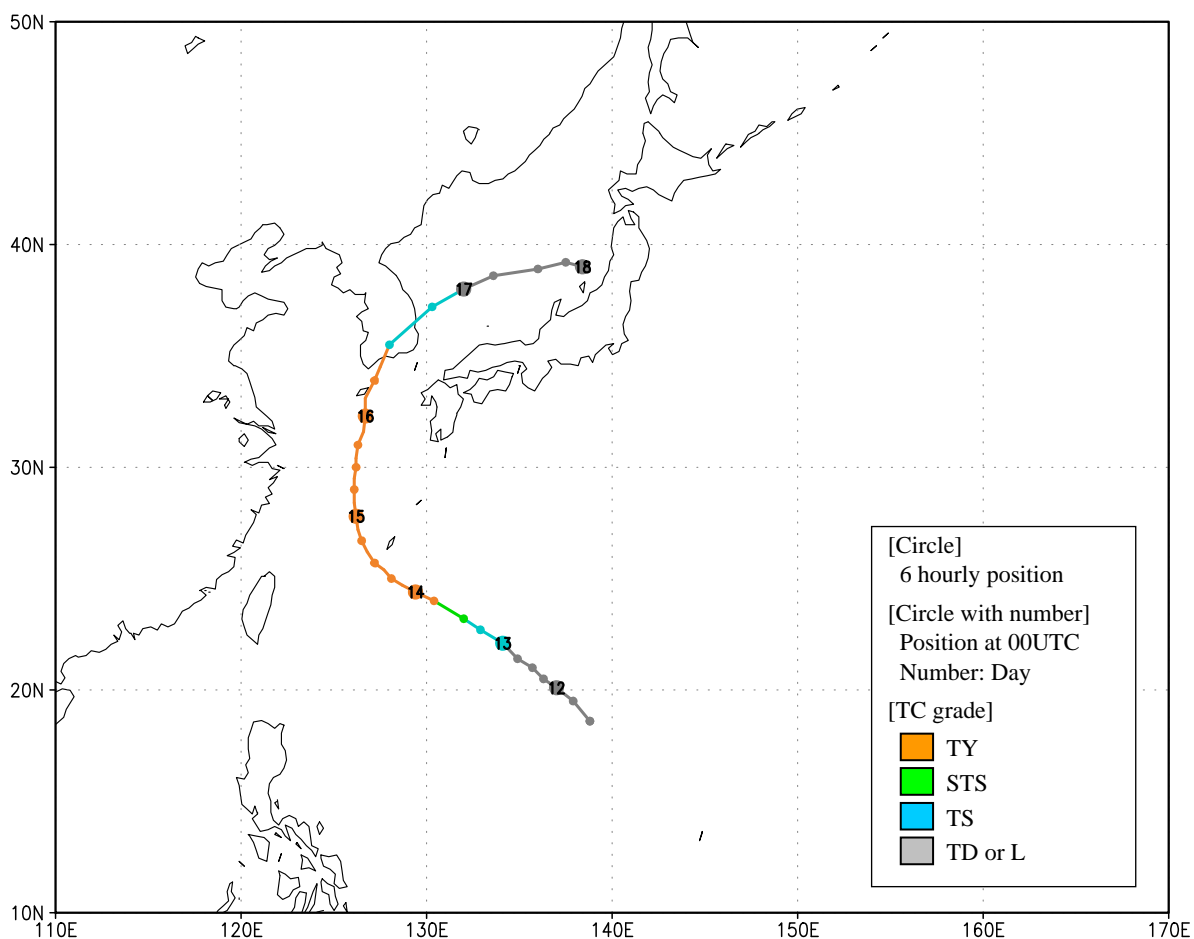 50N
40N
30N
20N
10N
110E 120E 130E 140E 150E 160E 170E
18
17
16
15
14
13
12
[Circle]
6 hourly position
[Circle with number]
Position at 00UTC
Number: Day
[TC grade]
TY
STS
TS
TD or L